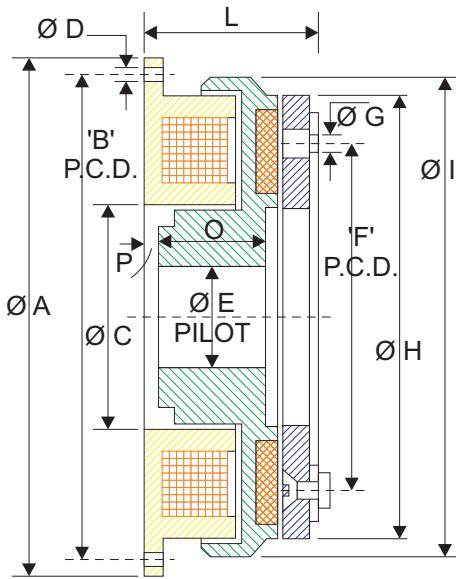 L
Ø D
Ø G
'B'
P.C.D.
Ø I
'F'
P.C.D.
O
P
Ø E
PILOT
Ø A
Ø C
Ø H